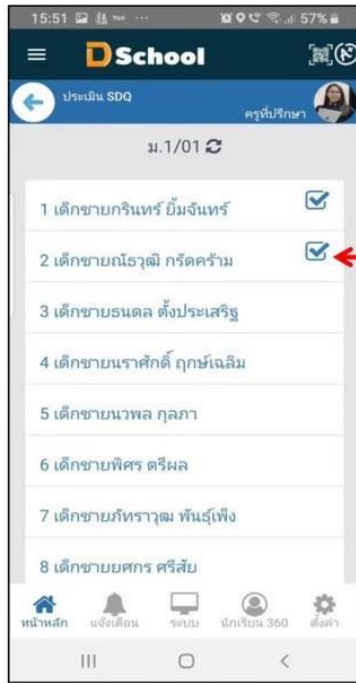 15:51 57%
DSchool
ประเมิน SDQ
ครูที่ปรึกษา
ม.1/01
1 เด็กชายกรินทร์ ยิ้มจันทร์
2 เด็กชายณัธวุฒิ กรัดคร้าม
3 เด็กชายธนดล ตั้งประเสริฐ
4 เด็กชายนราศักดิ์ ฤกษ์เฉลิม
5 เด็กชายนวพล กุลภา
6 เด็กชายพิศร ตรีผล
7 เด็กชายภัทราวุฒ พันธุ์เพ็ง
8 เด็กชายยศกร ศรีสัย
หน้าหลัก แจ้งเตือน ระบบ นักเรียน 360 ตั้งค่า